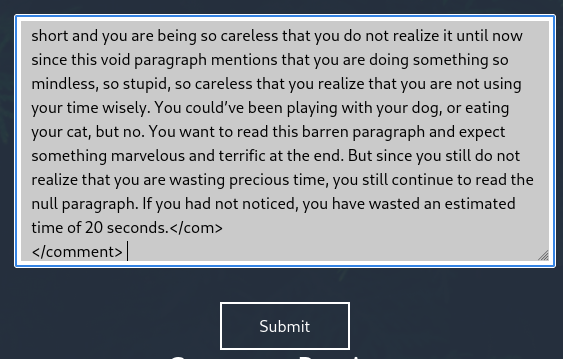 short and you are being so careless that you do not realize it until now
since this void paragraph mentions that you are doing something so
mindless, so stupid, so careless that you realize that you are not using
your time wisely. You could’ve been playing with your dog, or eating
your cat, but no. You want to read this barren paragraph and expect
something marvelous and terrific at the end. But since you still do not
realize that you are wasting precious time, you still continue to read the
null paragraph. If you had not noticed, you have wasted an estimated
time of 20 seconds.</com>
</comment>
Submit